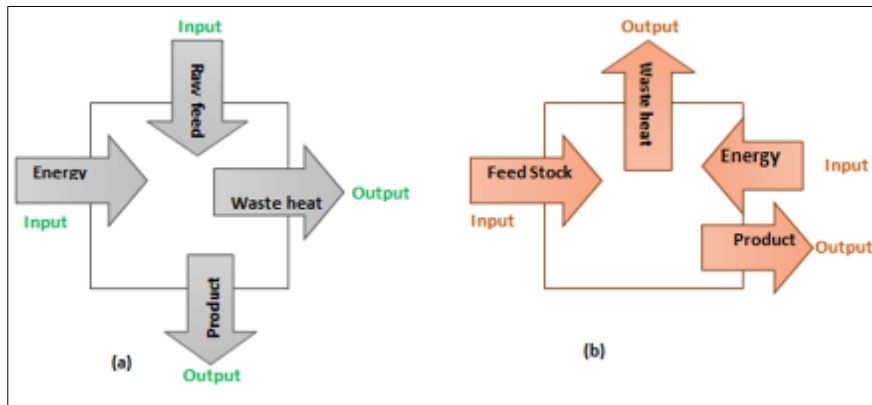 Input
Raw feed
Energy
Input
Waste heat
Output
Product
Output
(a)
Output
Waste heat
Feed Stock
Input
Energy
Input
Product
Output
(b)